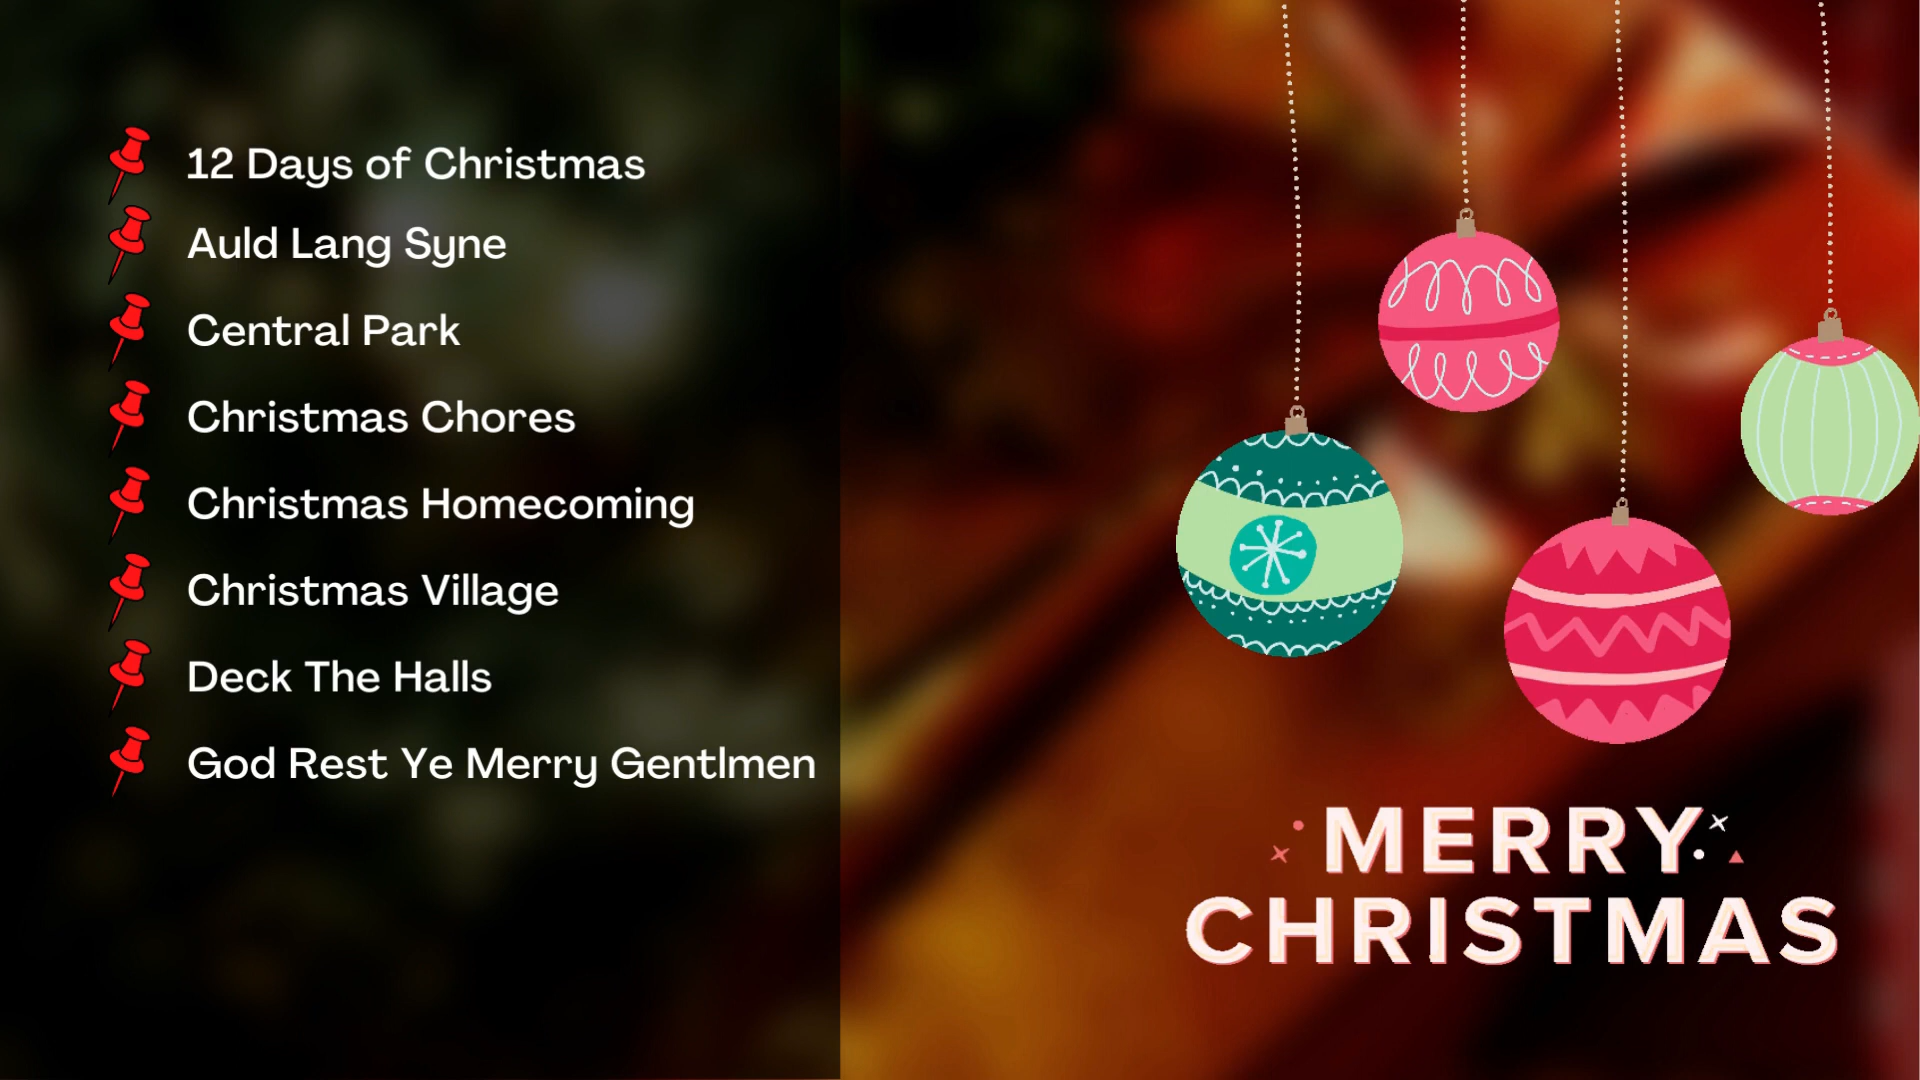 12 Days of Christmas
Auld Lang Syne
Central Park
Christmas Chores
Christmas Homecoming
Christmas Village
Deck The Halls
God Rest Ye Merry Gentlmen
MERRY
CHRISTMAS